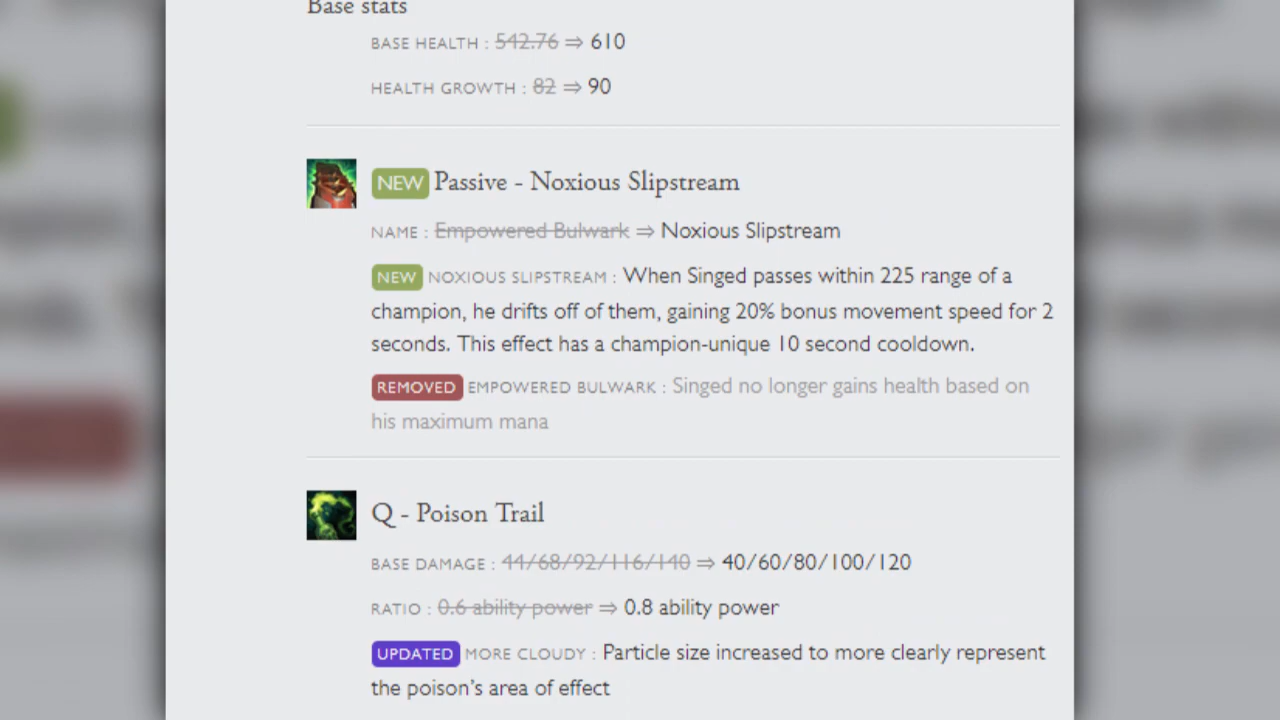 Base stats
BASE HEALTH : 542.76 ⇒ 610
HEALTH GROWTH : 82 ⇒ 90
NEW Passive - Noxious Slipstream
NAME : Empowered Bulwark ⇒ Noxious Slipstream
NEW NOXIOUS SLIPSTREAM : When Singed passes within 225 range of a
champion, he drifts off of them, gaining 20% bonus movement speed for 2
seconds. This effect has a champion-unique 10 second cooldown.
REMOVED EMPOWERED BULWARK : Singed no longer gains health based on
his maximum mana
Q - Poison Trail
BASE DAMAGE : 44/68/92/116/140 ⇒ 40/60/80/100/120
RATIO : 0.6 ability power ⇒ 0.8 ability power
UPDATED MORE CLOUDY : Particle size increased to more clearly represent
the poison's area of effect